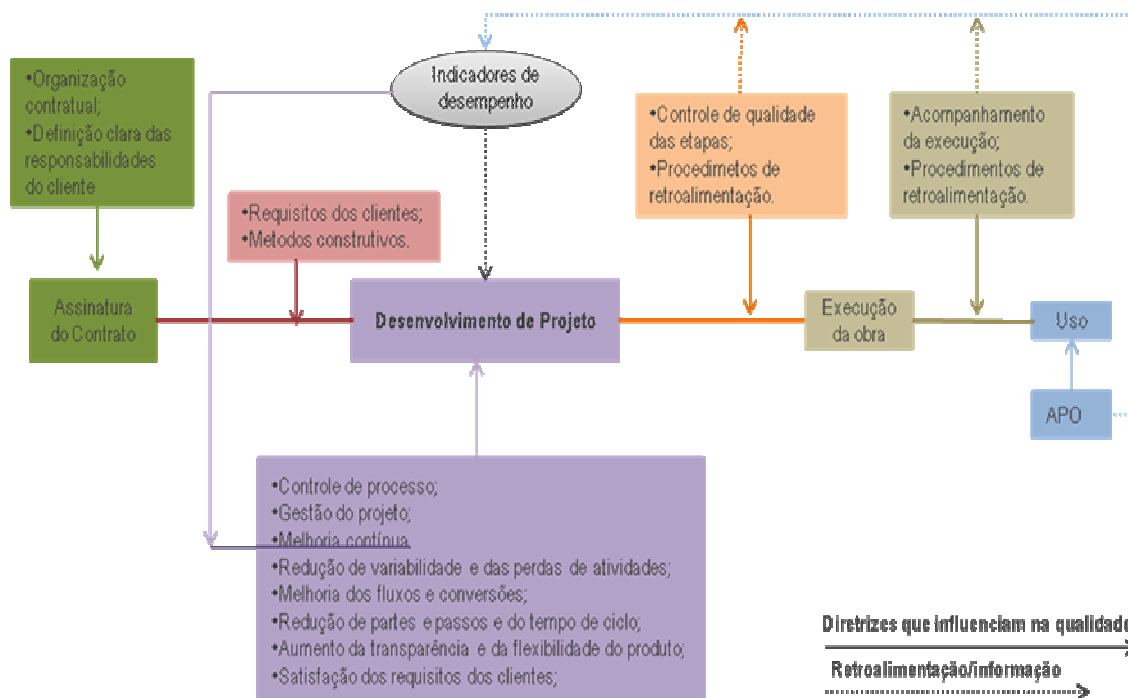 •Organização
contratual;
•Definição clara das
responsabilidades
do cliente
Indicadores de
desempenho
•Controle de qualidade
das etapas;
•Procedimetos de
retroalimentação.
•Acompanhamento
da execução;
•Procedimentos de
retroalimentação.
•Requisitos dos clientes;
•Metodos construtivos.
Assinatura
do Contrato
Desenvolvimento de Projeto
Execução
da obra
Uso
APO
•Controle de processo;
•Gestão do projeto;
•Melhoria contínua
•Redução de variabilidade e das perdas de atividades;
•Melhoria dos fluxos e conversões;
•Redução de partes e passos e do tempo de ciclo;
•Aumento da transparência e da flexibilidade do produto;
•Satisfação dos requisitos dos clientes;
Diretrizes que influenciam na qualidade
Retroalimentação/informação